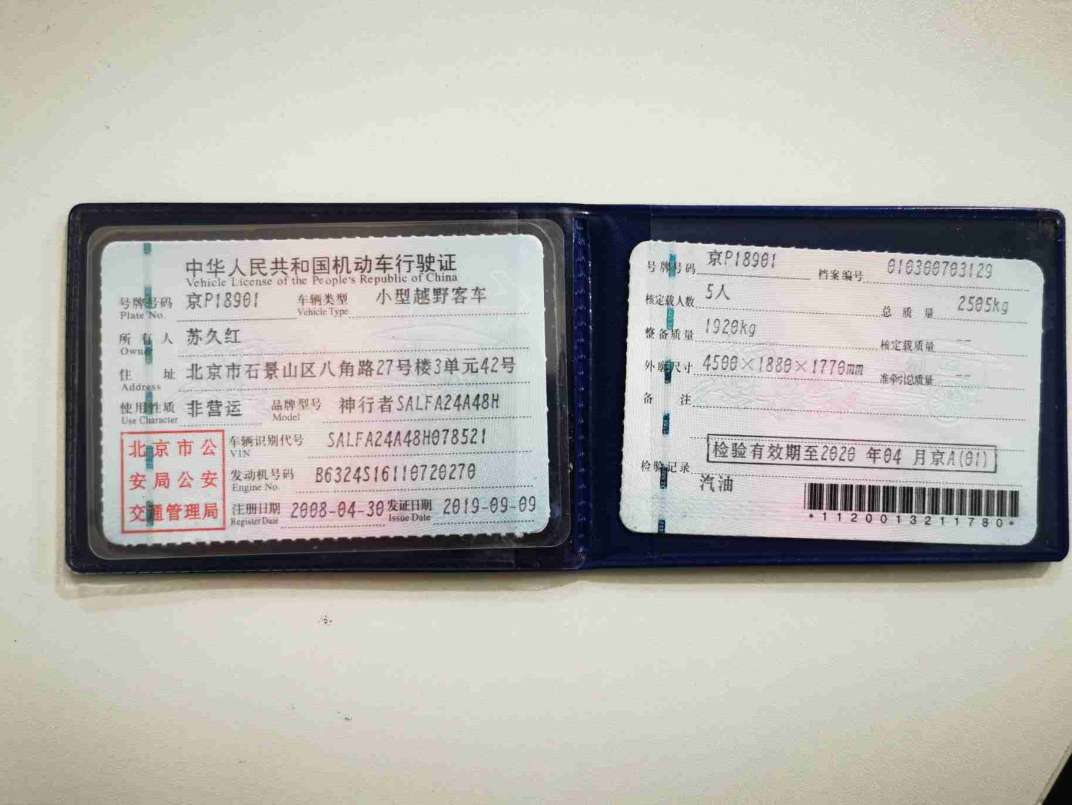 中华人民共和国机动车行驶证
Vehicle License of the People's Republic of China
号牌号码 京P18901 车辆类型 小型越野客车
Plate No. Vehicle Type
所有人 苏久红
Owner
住址 北京市石景山区八角路27号楼3单元42号
Address
使用性质 非营运 品牌型号 神行者SALFA24A48H
Use Character Model
北京市公
安局公安
交通管理局
车辆识别代号 SALFA24A48H078521
VIN
发动机号码 B6324S16110720270
Engine No.
注册日期 2008-04-30 发证日期 2019-09-09
Register Date Issue Date
号牌号码 京P18901 档案编号 010300703129
核定载人数 5人 总质量 2505kg
整备质量 1920kg 核定载质量 --
外廓尺寸 4500×1880×1770mm 准牵引总质量 --
备注
检验有效期至2020 年04 月京A(01)
检验记录
汽油
*1120013211780*